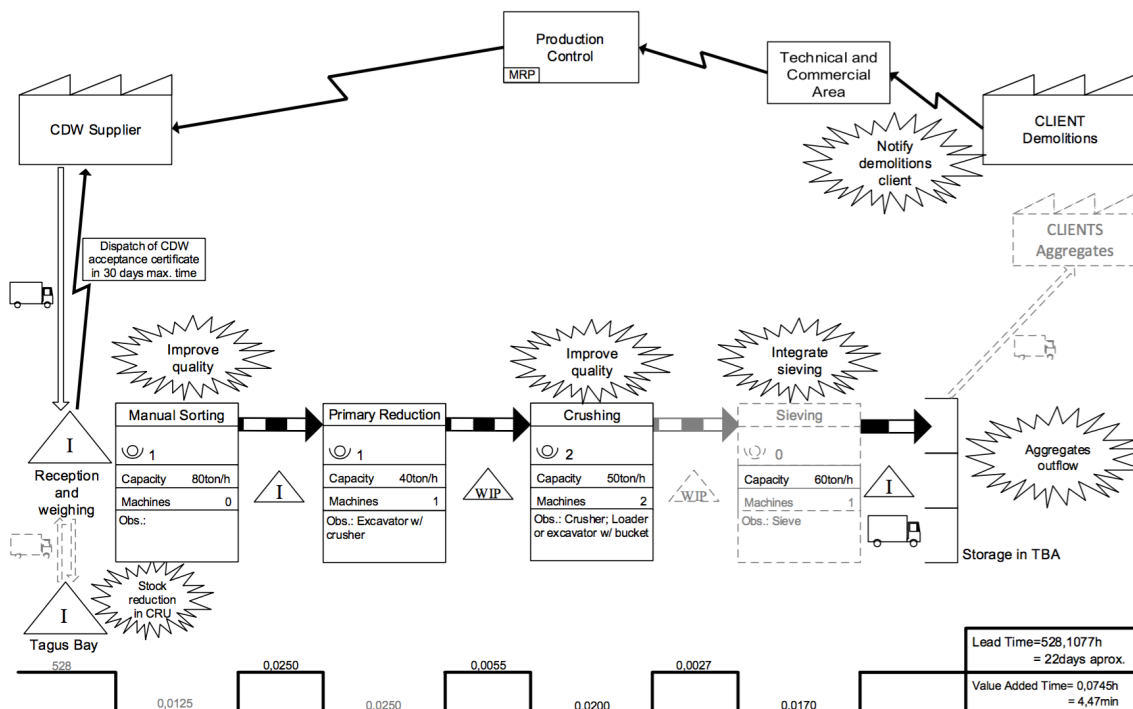 Production
Control
MRP
Technical and
Commercial
Area
CDW Supplier
CLIENT
Demolitions
Notify
demolitions
client
CLIENTS
Aggregates
Dispatch of CDW
acceptance certificate
in 30 days max. time
Improve
quality
Improve
quality
Integrate
sieving
Manual Sorting
1
Capacity 80ton/h
Machines 0
Obs.:
Primary Reduction
1
Capacity 40ton/h
Machines 1
Obs.: Excavator w/
crusher
Crushing
2
Capacity 50ton/h
Machines 2
Obs.: Crusher; Loader
or excavator w/ bucket
Sieving
0
Capacity 60ton/h
Machines 1
Obs.: Sieve
I
Reception
and
weighing
I
WIP
WIP
I
Aggregates
outflow
Storage in TBA
I
Tagus Bay
Stock
reduction
in CRU
528
0,0125
0,0250
0,0250
0,0055
0,0200
0,0027
0,0170
Lead Time=528,1077h
= 22days aprox.
Value Added Time= 0,0745h
= 4,47min